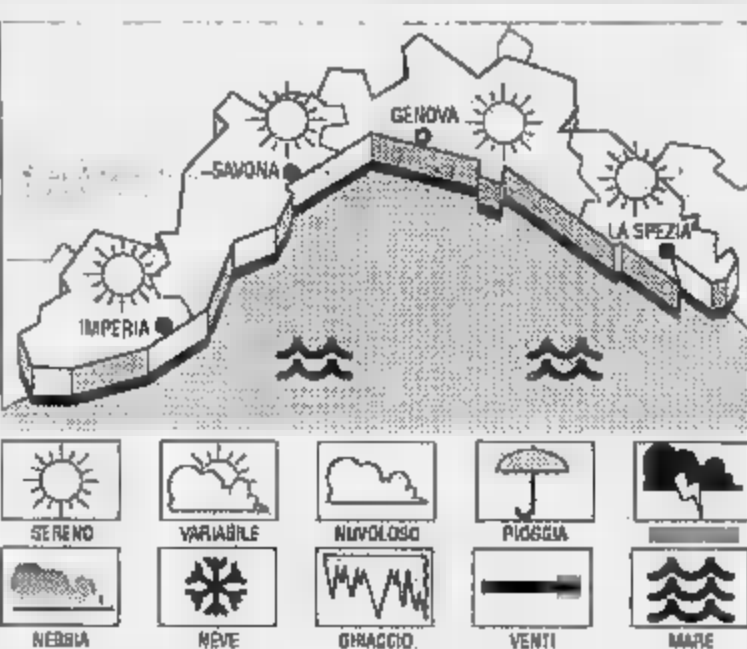 GENOVA
SAVONA
LA SPEZIA
IMPERIA
SERENO
VARIABILE
NUVOLOSO
PIOGGIA
NEBBIA
NEVE
GHIACCIO
VENTI
MARE